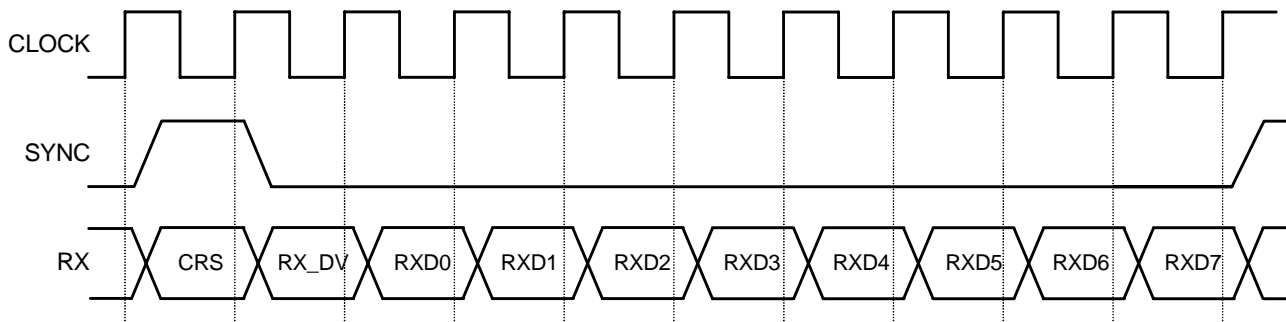 CLOCK
SYNC
RX CRS RX_DV RXD0 RXD1 RXD2 RXD3 RXD4 RXD5 RXD6 RXD7